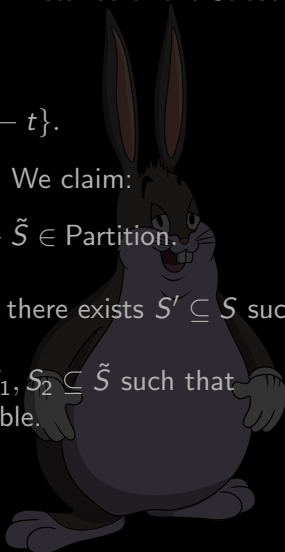 − t}.
We claim:
S̃ ∈ Partition.
there exists S′ ⊆ S suc
₁, S₂ ⊆ S̃ such that
ble.